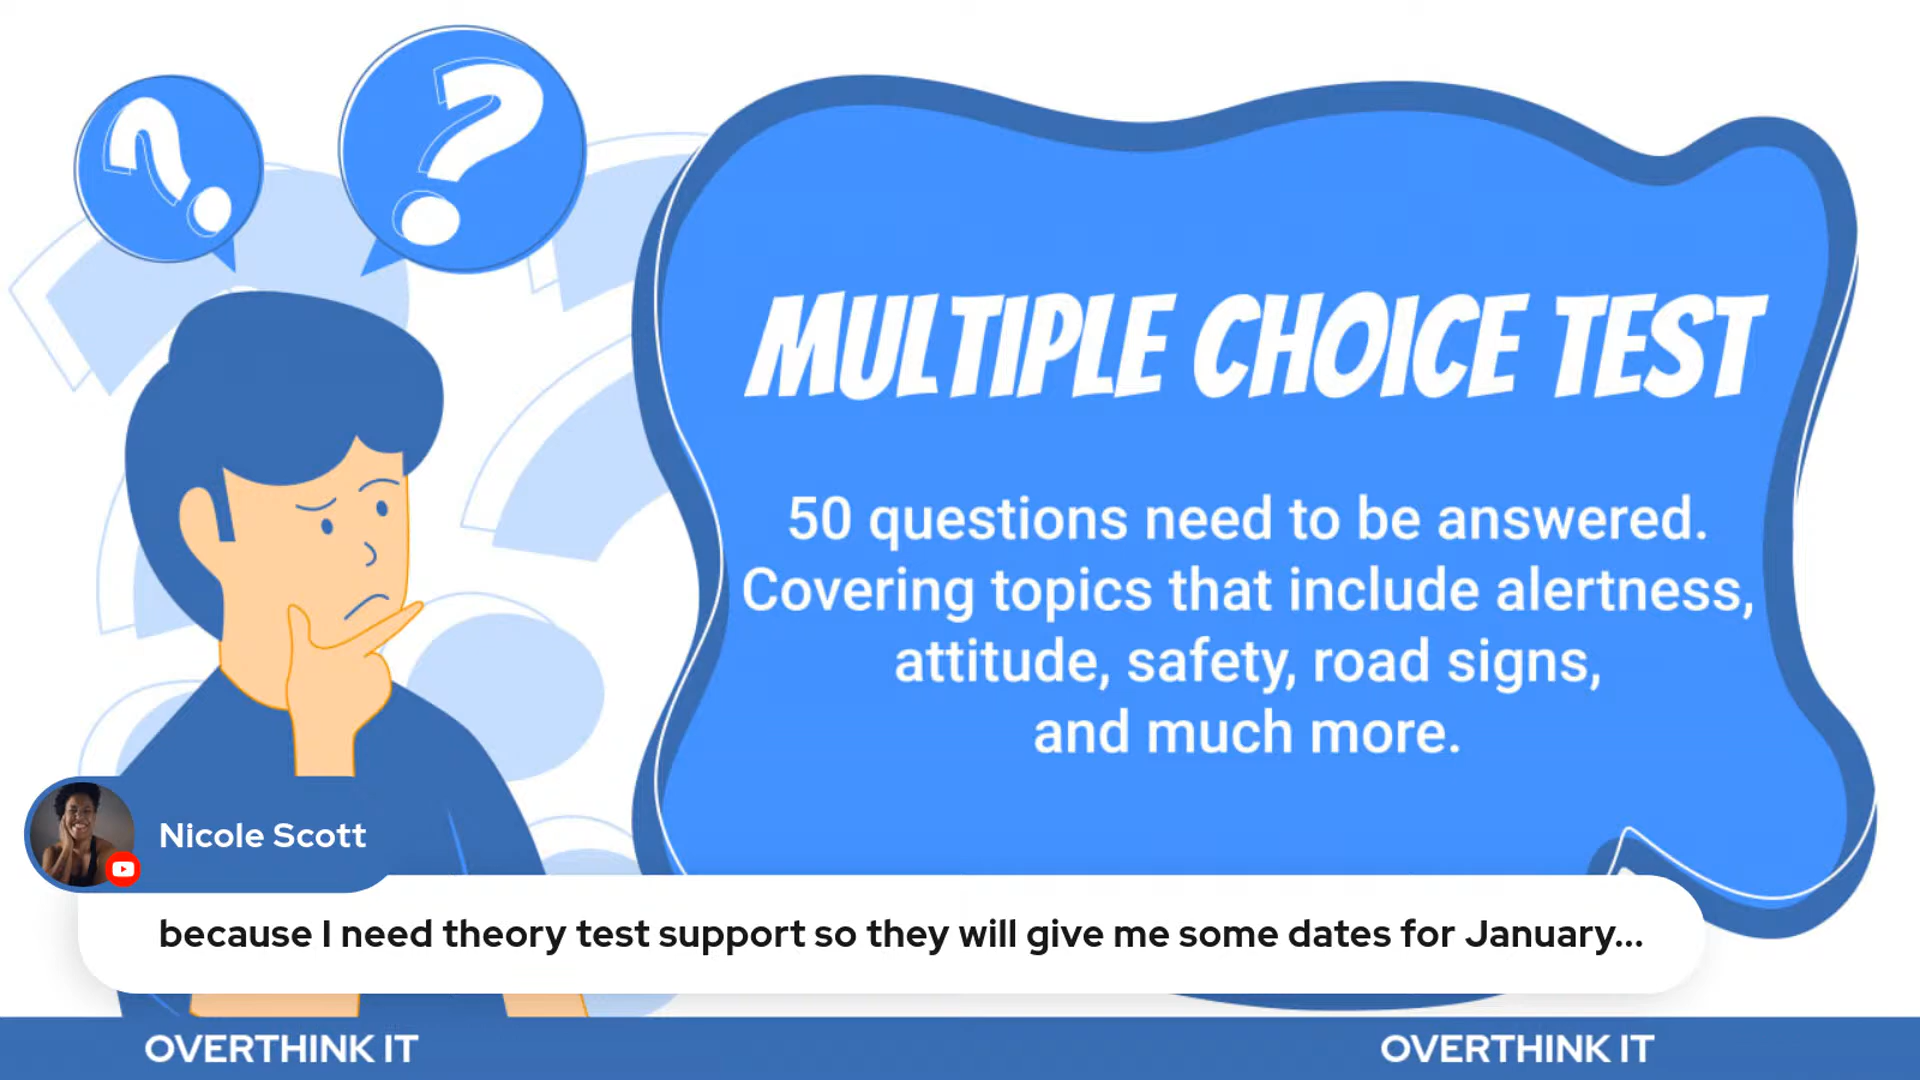 MULTIPLE CHOICE TEST
50 questions need to be answered.
Covering topics that include alertness,
attitude, safety, road signs,
and much more.
Nicole Scott
because I need theory test support so they will give me some dates for January...
OVERTHINK IT
OVERTHINK IT